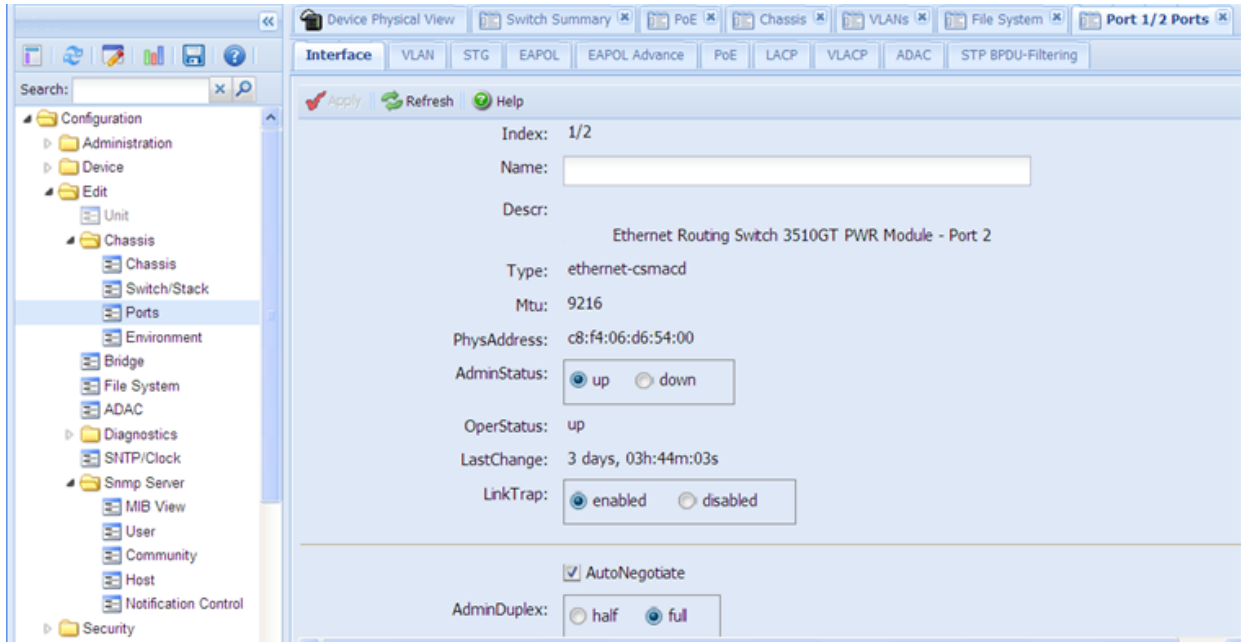 Device Physical View Switch Summary PoE Chassis VLANs File System Port 1/2 Ports
Interface VLAN STG EAPOL EAPOL Advance PoE LACP VLACP ADAC STP BPDU-Filtering
Search:
Configuration
Administration
Device
Edit
Unit
Chassis
Chassis
Switch/Stack
Ports
Environment
Bridge
File System
ADAC
Diagnostics
SNTP/Clock
Snmp Server
MIB View
User
Community
Host
Notification Control
Security
Apply Refresh Help
Index: 1/2
Name:
Descr:
Ethernet Routing Switch 3510GT PWR Module - Port 2
Type: ethernet-csmacd
Mtu: 9216
PhysAddress: c8:f4:06:d6:54:00
AdminStatus: up down
OperStatus: up
LastChange: 3 days, 03h:44m:03s
LinkTrap: enabled disabled
AutoNegotiate
AdminDuplex: half full